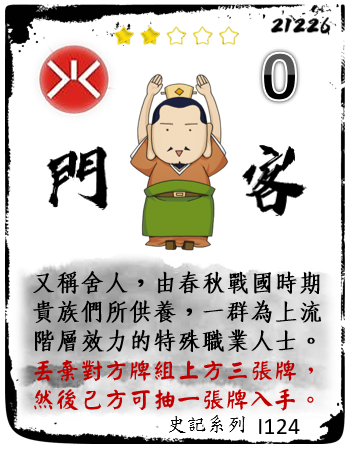 21226
0
門客
又稱舍人，由春秋戰國時期
貴族們所供養，一群為上流
階層效力的特殊職業人士。
丟棄對方牌組上方三張牌，
然後己方可抽一張牌入手。
史記系列 I124